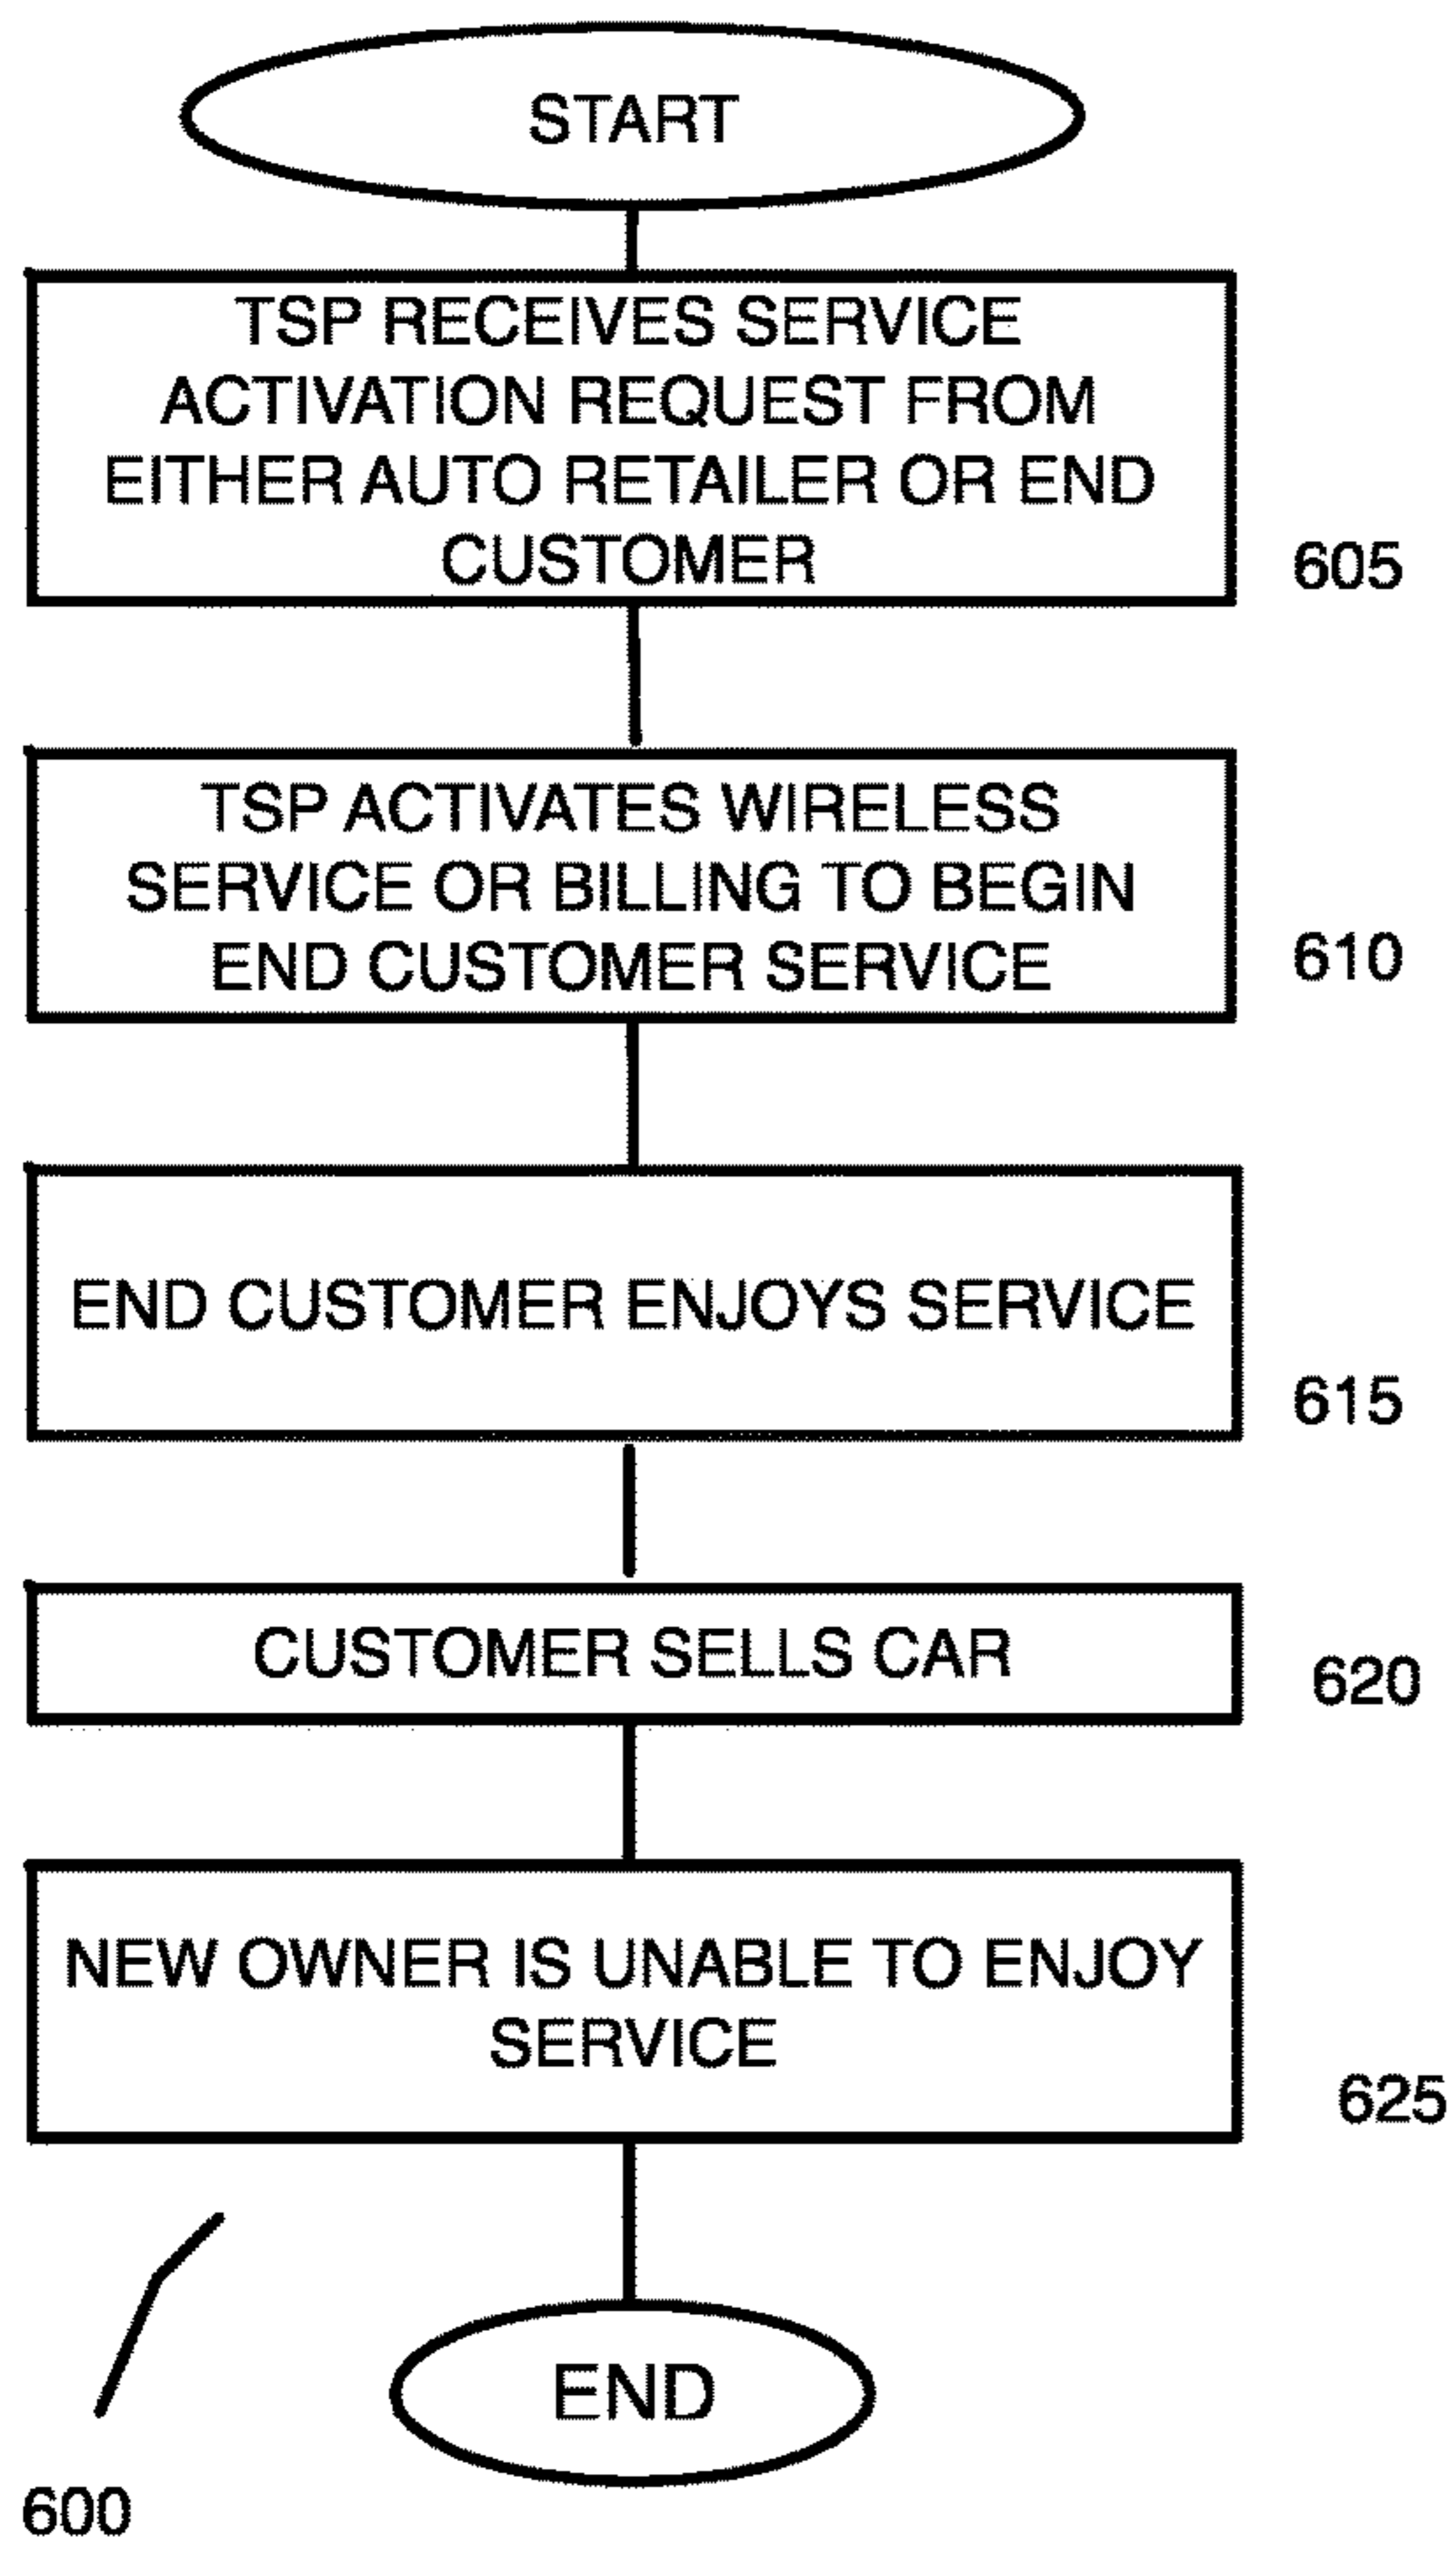 START
TSP RECEIVES SERVICE
ACTIVATION REQUEST FROM
EITHER AUTO RETAILER OR END
CUSTOMER
605
TSP ACTIVATES WIRELESS
SERVICE OR BILLING TO BEGIN
END CUSTOMER SERVICE
610
END CUSTOMER ENJOYS SERVICE
615
CUSTOMER SELLS CAR
620
NEW OWNER IS UNABLE TO ENJOY
SERVICE
625
END
600